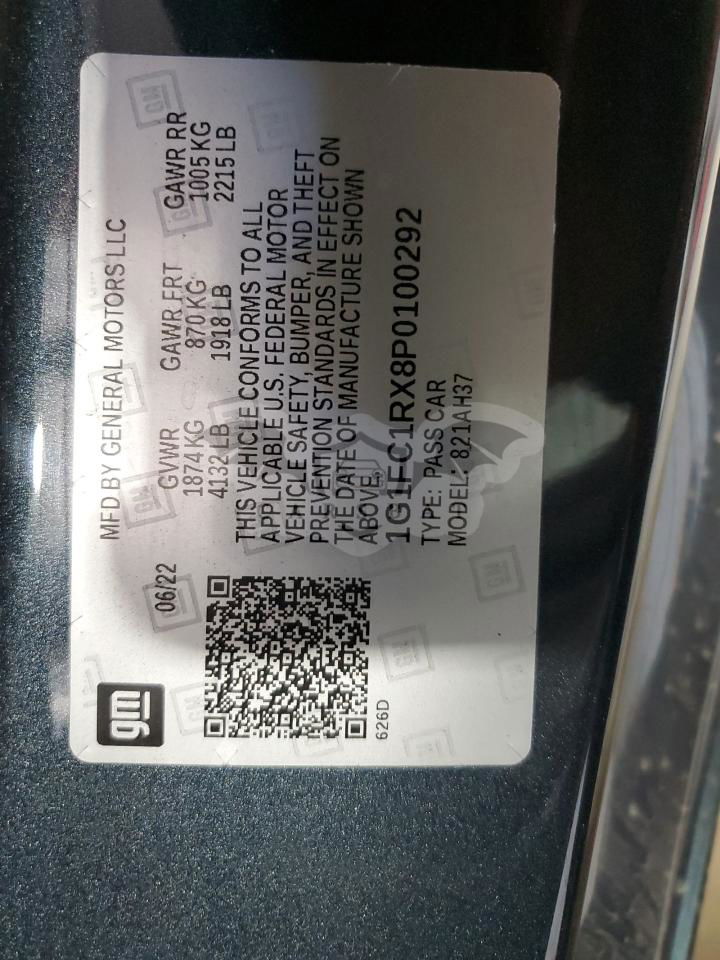 gm
06/22
MFD BY GENERAL MOTORS LLC
GVWR GAWR FRT GAWR RR
1874 KG 870 KG 1005 KG
4132 LB 1918 LB 2215 LB
THIS VEHICLE CONFORMS TO ALL
APPLICABLE U.S. FEDERAL MOTOR
VEHICLE SAFETY, BUMPER, AND THEFT
PREVENTION STANDARDS IN EFFECT ON
THE DATE OF MANUFACTURE SHOWN
ABOVE.
1G1FC1RX8P0100292
TYPE: PASS CAR
MODEL: 821AH37
626D